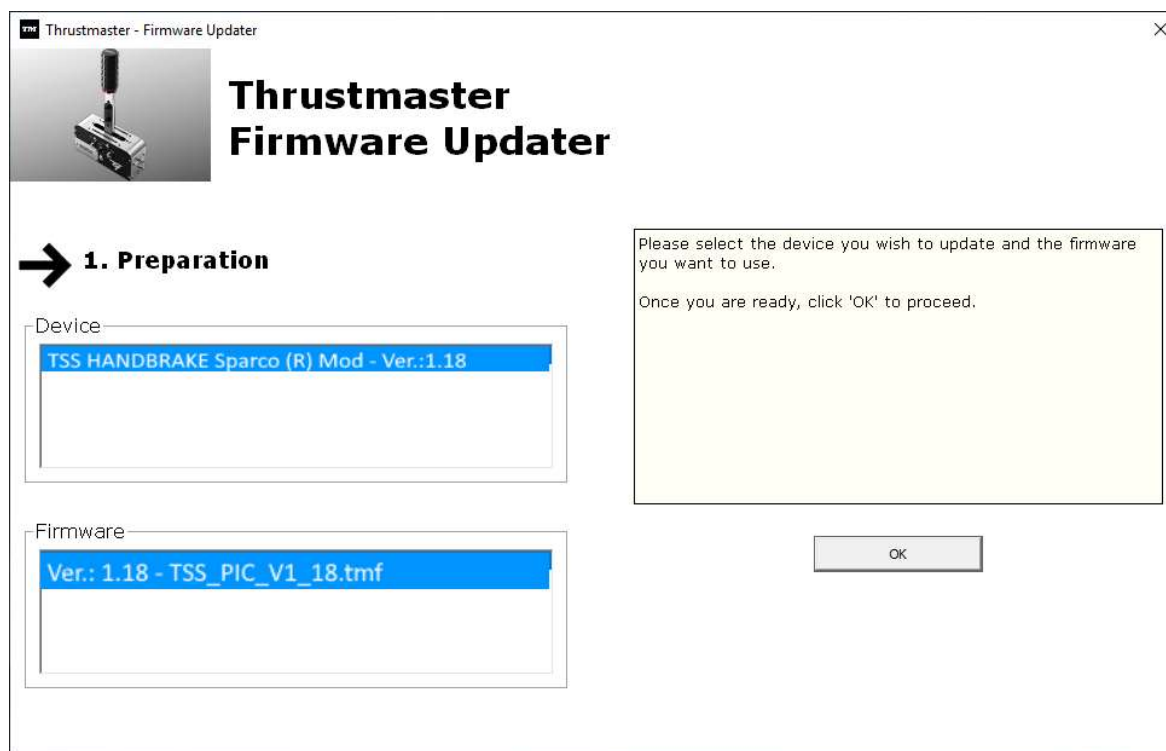 TM Thrustmaster - Firmware Updater
Thrustmaster
Firmware Updater
1. Preparation
Device
TSS HANDBRAKE Sparco (R) Mod - Ver.:1.18
Firmware
Ver.: 1.18 - TSS_PIC_V1_18.tmf
Please select the device you wish to update and the firmware
you want to use.
Once you are ready, click 'OK' to proceed.
OK